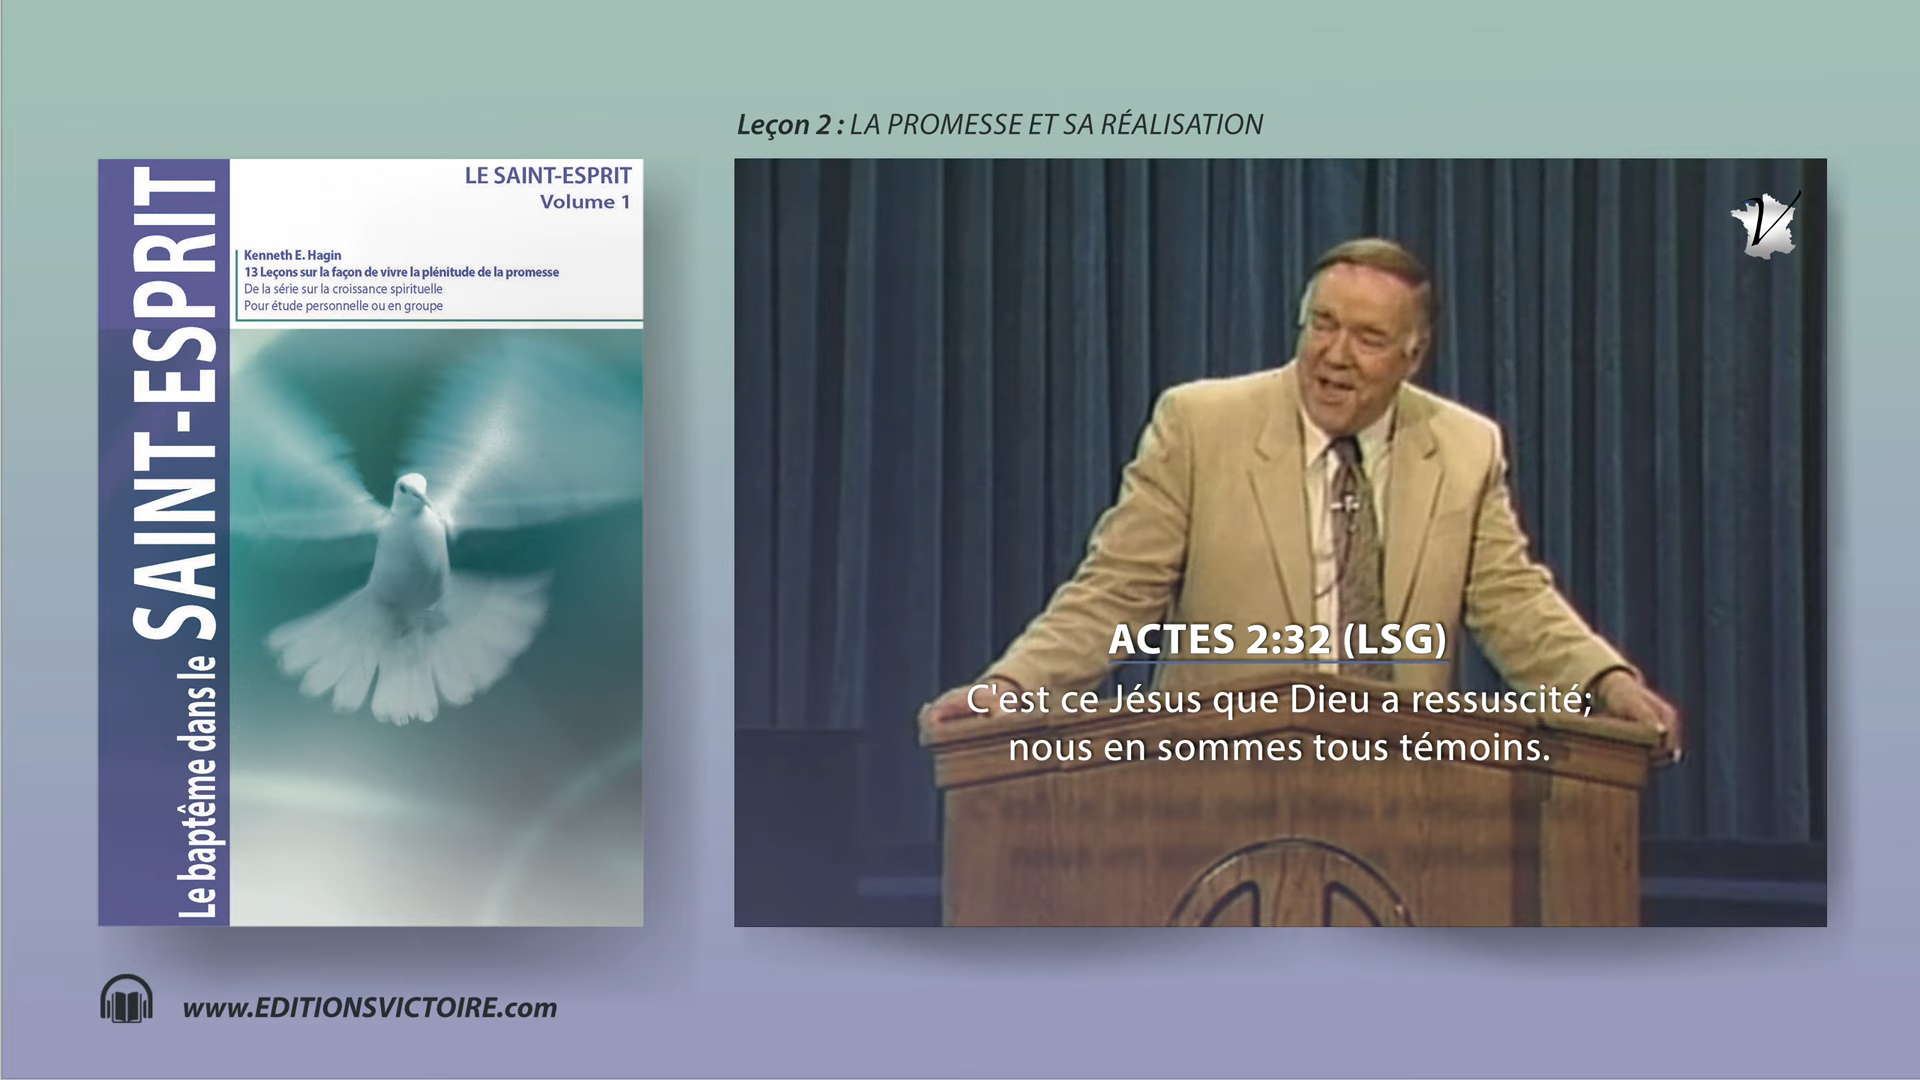 Leçon 2 : LA PROMESSE ET SA RÉALISATION
LE SAINT-ESPRIT
Volume 1
Kenneth E. Hagin
13 Leçons sur la façon de vivre la plénitude de la promesse
De la série sur la croissance spirituelle
Pour étude personnelle ou en groupe
Le baptême dans le SAINT-ESPRIT
V
ACTES 2:32 (LSG)
C'est ce Jésus que Dieu a ressuscité;
nous en sommes tous témoins.
www.EDITIONSVICTOIRE.com